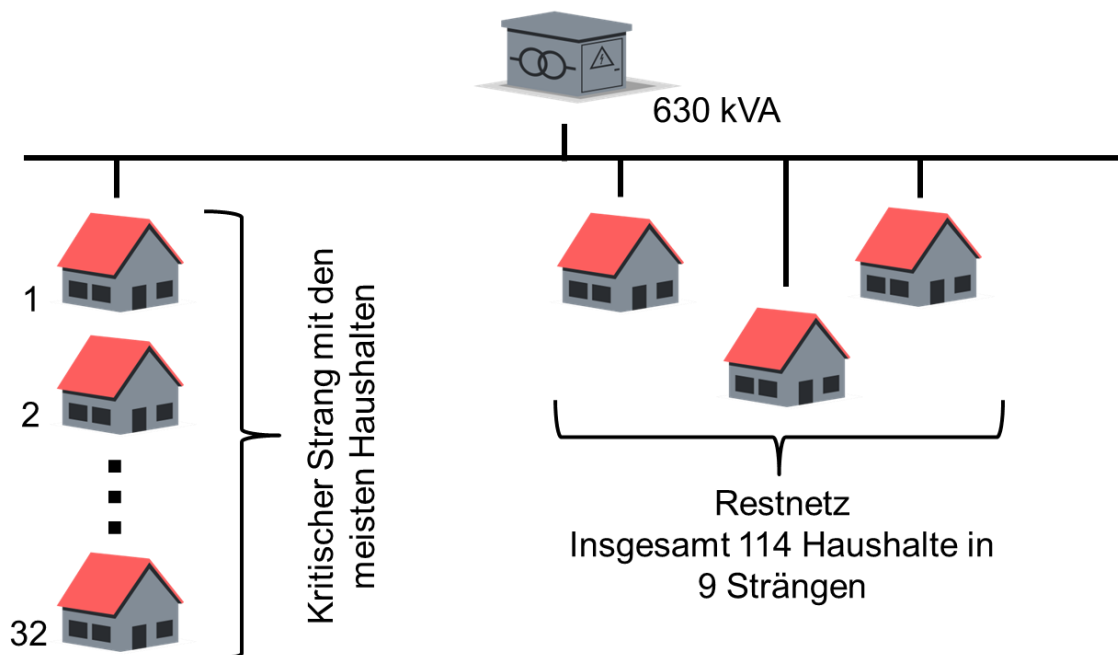 630 kVA
1
2
32
Kritischer Strang mit den
meisten Haushalten
Restnetz
Insgesamt 114 Haushalte in
9 Strängen